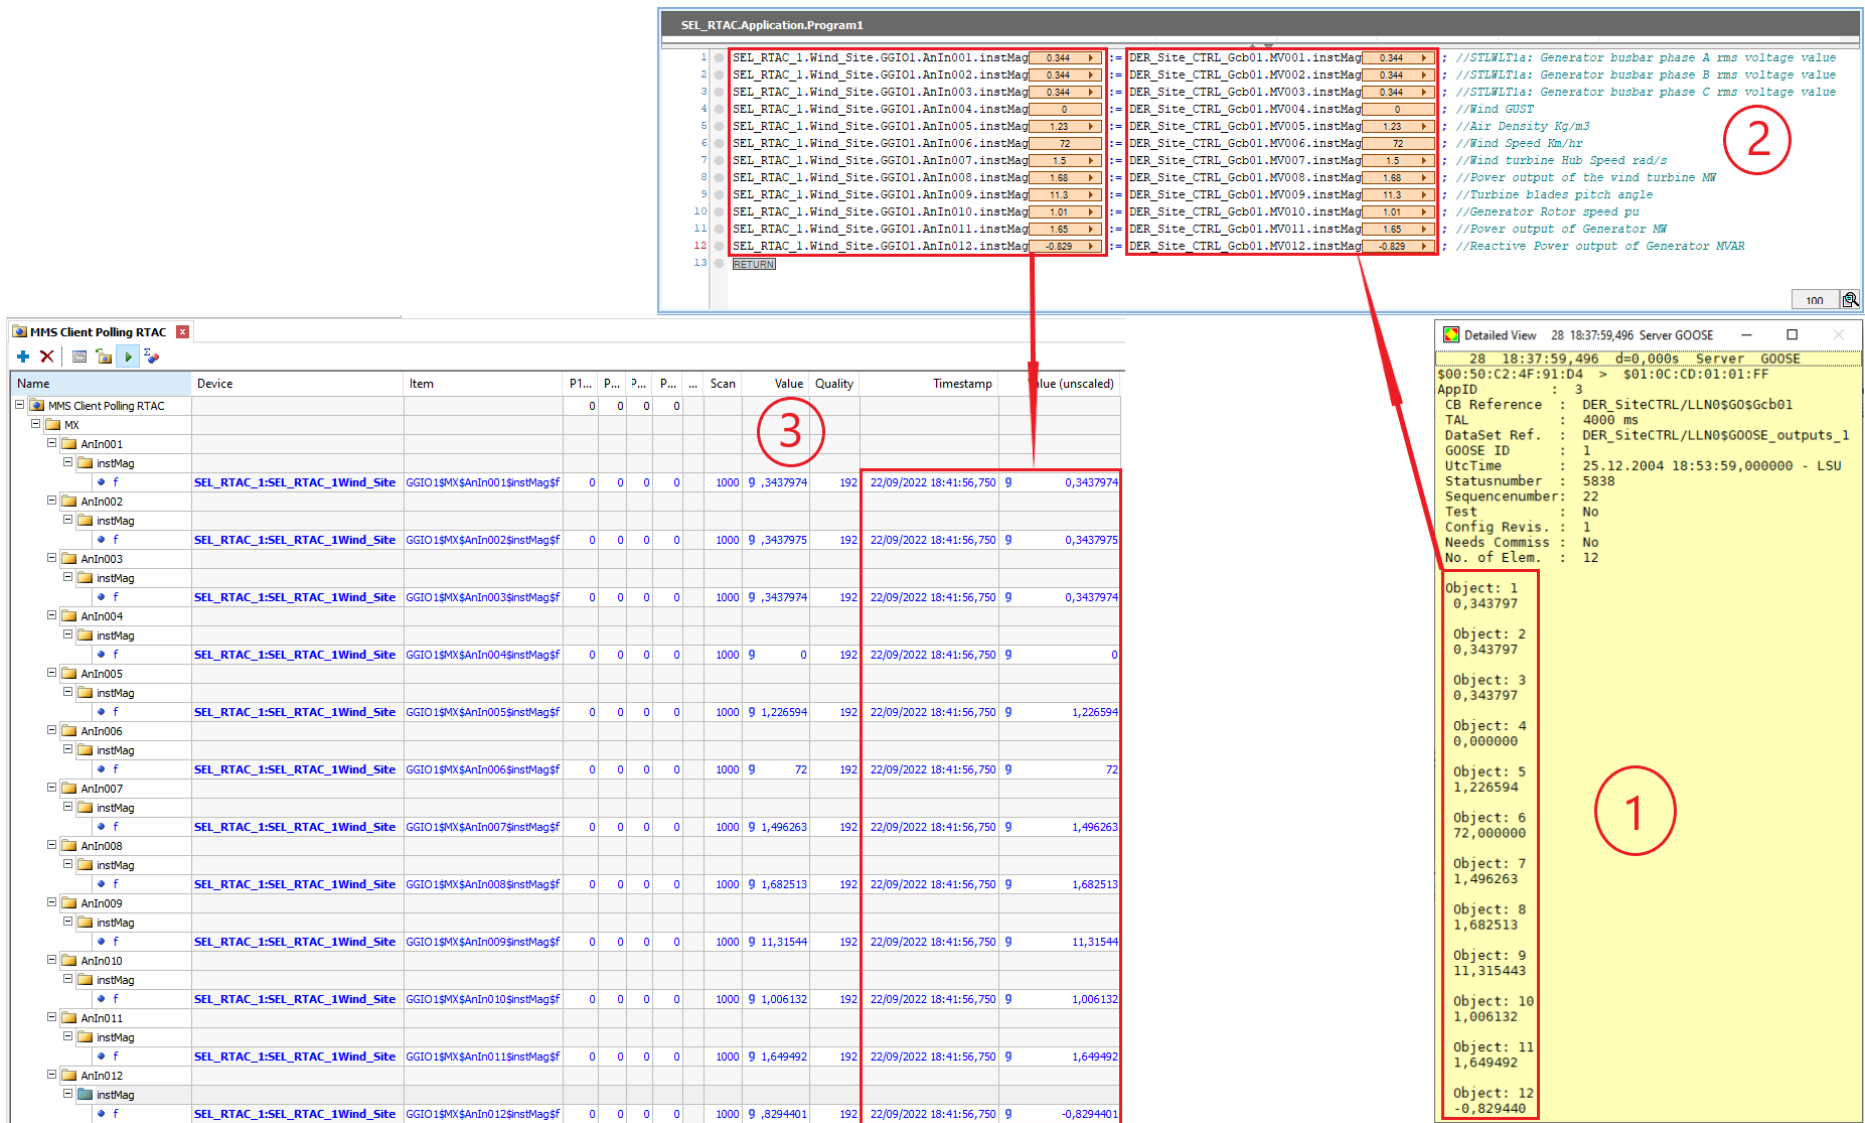 SEL_RTAC.Application.Program1
1 SEL_RTAC_1.Wind_Site.GGIO1.AnIn001.instMag 0.344 := DER_Site_CTRL_Gcb01.MV001.instMag 0.344 ; //STLWLT1a: Generator busbar phase A rms voltage value
2 SEL_RTAC_1.Wind_Site.GGIO1.AnIn002.instMag 0.344 := DER_Site_CTRL_Gcb01.MV002.instMag 0.344 ; //STLWLT1a: Generator busbar phase B rms voltage value
3 SEL_RTAC_1.Wind_Site.GGIO1.AnIn003.instMag 0.344 := DER_Site_CTRL_Gcb01.MV003.instMag 0.344 ; //STLWLT1a: Generator busbar phase C rms voltage value
4 SEL_RTAC_1.Wind_Site.GGIO1.AnIn004.instMag 0 := DER_Site_CTRL_Gcb01.MV004.instMag 0 ; //Wind GUST
5 SEL_RTAC_1.Wind_Site.GGIO1.AnIn005.instMag 1.23 := DER_Site_CTRL_Gcb01.MV005.instMag 1.23 ; //Air Density Kg/m3
6 SEL_RTAC_1.Wind_Site.GGIO1.AnIn006.instMag 72 := DER_Site_CTRL_Gcb01.MV006.instMag 72 ; //Wind Speed Km/hr
7 SEL_RTAC_1.Wind_Site.GGIO1.AnIn007.instMag 1.5 := DER_Site_CTRL_Gcb01.MV007.instMag 1.5 ; //Wind turbine Hub Speed rad/s
8 SEL_RTAC_1.Wind_Site.GGIO1.AnIn008.instMag 1.68 := DER_Site_CTRL_Gcb01.MV008.instMag 1.68 ; //Power output of the wind turbine MW
9 SEL_RTAC_1.Wind_Site.GGIO1.AnIn009.instMag 11.3 := DER_Site_CTRL_Gcb01.MV009.instMag 11.3 ; //Turbine blades pitch angle
10 SEL_RTAC_1.Wind_Site.GGIO1.AnIn010.instMag 1.01 := DER_Site_CTRL_Gcb01.MV010.instMag 1.01 ; //Generator Rotor speed pu
11 SEL_RTAC_1.Wind_Site.GGIO1.AnIn011.instMag 1.65 := DER_Site_CTRL_Gcb01.MV011.instMag 1.65 ; //Power output of Generator MW
12 SEL_RTAC_1.Wind_Site.GGIO1.AnIn012.instMag -0.829 := DER_Site_CTRL_Gcb01.MV012.instMag -0.829 ; //Reactive Power output of Generator MVAR
13 RETURN
2
100
MMS Client Polling RTAC
Name Device Item P1... P... P... P... ... Scan Value Quality Timestamp alue (unscaled)
MMS Client Polling RTAC 0 0 0 0
MX
3
AnIn001
instMag
f SEL_RTAC_1:SEL_RTAC_1Wind_Site GGIO1$MX$AnIn001$instMag$f 0 0 0 0 1000 9 ,3437974 192 22/09/2022 18:41:56,750 9 0,3437974
AnIn002
instMag
f SEL_RTAC_1:SEL_RTAC_1Wind_Site GGIO1$MX$AnIn002$instMag$f 0 0 0 0 1000 9 ,3437975 192 22/09/2022 18:41:56,750 9 0,3437975
AnIn003
instMag
f SEL_RTAC_1:SEL_RTAC_1Wind_Site GGIO1$MX$AnIn003$instMag$f 0 0 0 0 1000 9 ,3437974 192 22/09/2022 18:41:56,750 9 0,3437974
AnIn004
instMag
f SEL_RTAC_1:SEL_RTAC_1Wind_Site GGIO1$MX$AnIn004$instMag$f 0 0 0 0 1000 9 0 192 22/09/2022 18:41:56,750 9 0
AnIn005
instMag
f SEL_RTAC_1:SEL_RTAC_1Wind_Site GGIO1$MX$AnIn005$instMag$f 0 0 0 0 1000 9 1,226594 192 22/09/2022 18:41:56,750 9 1,226594
AnIn006
instMag
f SEL_RTAC_1:SEL_RTAC_1Wind_Site GGIO1$MX$AnIn006$instMag$f 0 0 0 0 1000 9 72 192 22/09/2022 18:41:56,750 9 72
AnIn007
instMag
f SEL_RTAC_1:SEL_RTAC_1Wind_Site GGIO1$MX$AnIn007$instMag$f 0 0 0 0 1000 9 1,496263 192 22/09/2022 18:41:56,750 9 1,496263
AnIn008
instMag
f SEL_RTAC_1:SEL_RTAC_1Wind_Site GGIO1$MX$AnIn008$instMag$f 0 0 0 0 1000 9 1,682513 192 22/09/2022 18:41:56,750 9 1,682513
AnIn009
instMag
f SEL_RTAC_1:SEL_RTAC_1Wind_Site GGIO1$MX$AnIn009$instMag$f 0 0 0 0 1000 9 11,31544 192 22/09/2022 18:41:56,750 9 11,31544
AnIn010
instMag
f SEL_RTAC_1:SEL_RTAC_1Wind_Site GGIO1$MX$AnIn010$instMag$f 0 0 0 0 1000 9 1,006132 192 22/09/2022 18:41:56,750 9 1,006132
AnIn011
instMag
f SEL_RTAC_1:SEL_RTAC_1Wind_Site GGIO1$MX$AnIn011$instMag$f 0 0 0 0 1000 9 1,649492 192 22/09/2022 18:41:56,750 9 1,649492
AnIn012
instMag
f SEL_RTAC_1:SEL_RTAC_1Wind_Site GGIO1$MX$AnIn012$instMag$f 0 0 0 0 1000 9 ,8294401 192 22/09/2022 18:41:56,750 9 -0,8294401
Detailed View 28 18:37:59,496 Server GOOSE
28 18:37:59,496 d=0,000s Server GOOSE
$00:50:C2:4F:91:D4 > $01:0C:CD:01:01:FF
AppID : 3
CB Reference : DER_SiteCTRL/LLN0$GO$Gcb01
TAL : 4000 ms
DataSet Ref. : DER_SiteCTRL/LLN0$GOOSE_outputs_1
GOOSE ID : 1
UtcTime : 25.12.2004 18:53:59,000000 - LSU
Statusnumber : 5838
Sequencenumber: 22
Test : No
Config Revis. : 1
Needs Commiss : No
No. of Elem. : 12
Object: 1
0,343797
Object: 2
0,343797
Object: 3
0,343797
Object: 4
0,000000
Object: 5
1,226594
Object: 6
72,000000
Object: 7
1,496263
Object: 8
1,682513
Object: 9
11,315443
Object: 10
1,006132
Object: 11
1,649492
Object: 12
-0,829440
1